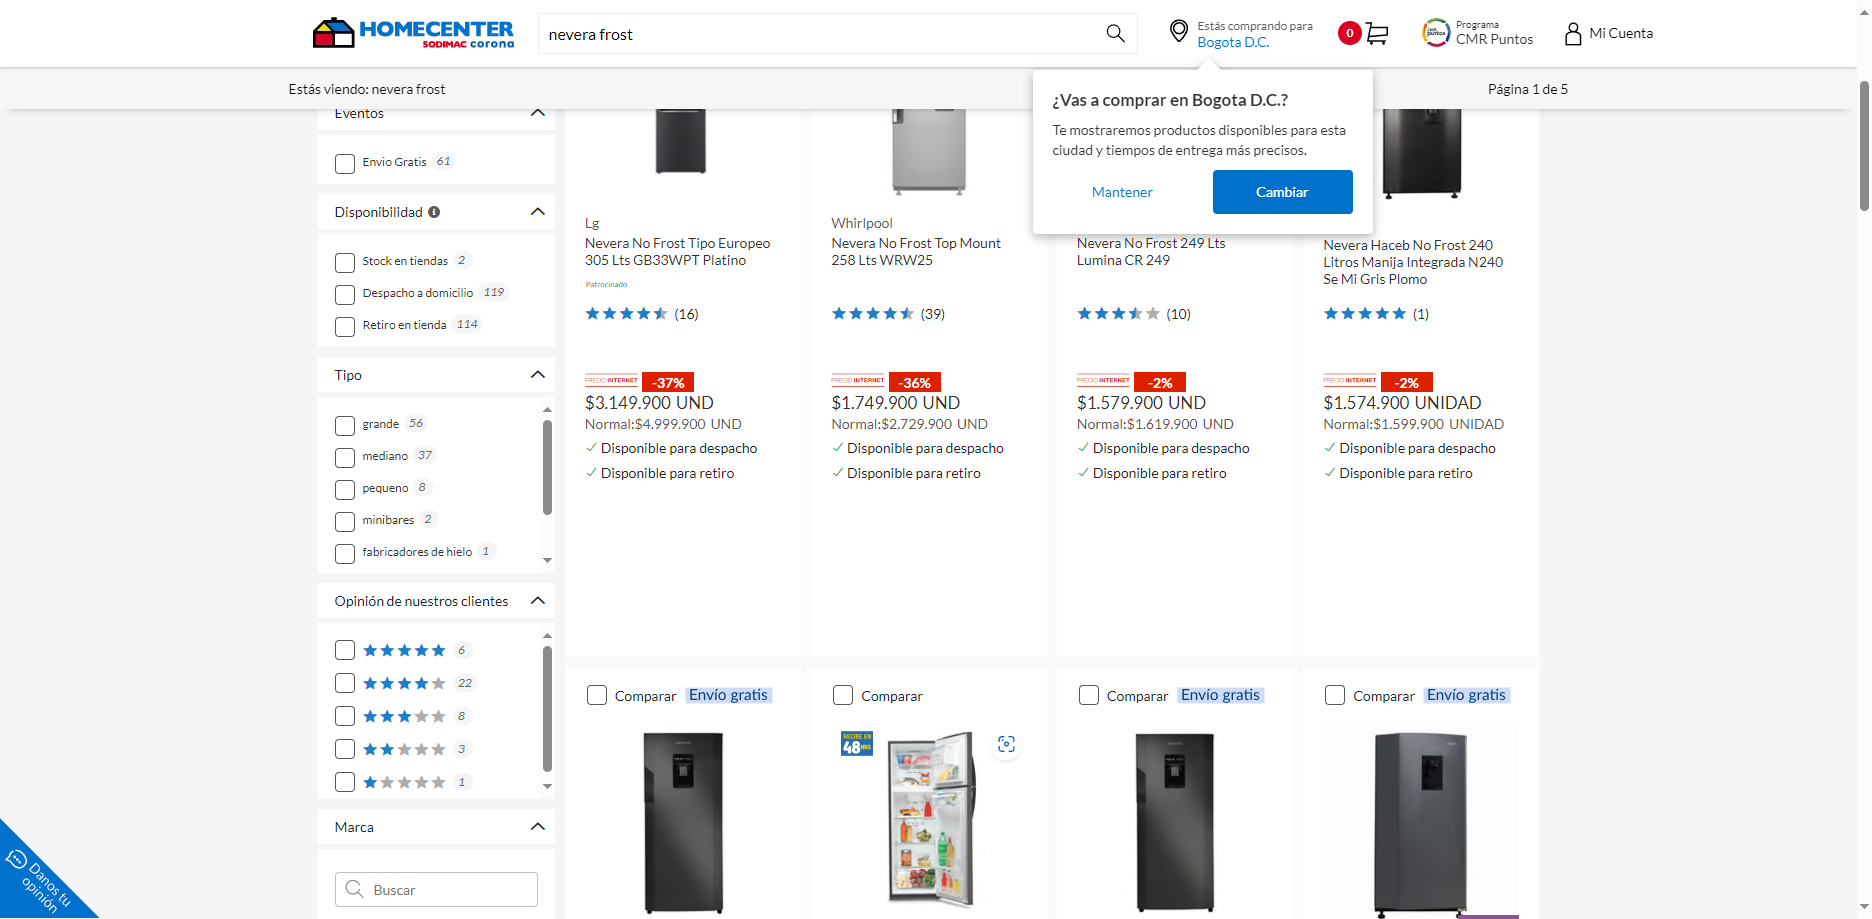 HOMECENTER
SODIMAC corona
nevera frost
Estás comprando para
Bogota D.C.
0
Programa
CMR Puntos
Mi Cuenta
Estás viendo: nevera frost
Página 1 de 5
¿Vas a comprar en Bogota D.C.?
Te mostraremos productos disponibles para esta
ciudad y tiempos de entrega más precisos.
Mantener
Cambiar
Eventos
Envio Gratis 61
Disponibilidad
Stock en tiendas 2
Despacho a domicilio 119
Retiro en tienda 114
Tipo
grande 56
mediano 37
pequeno 8
minibares 2
fabricadores de hielo 1
Opinión de nuestros clientes
6
22
8
3
1
Marca
Buscar
Danos tu
opinión
Lg
Nevera No Frost Tipo Europeo
305 Lts GB33WPT Platino
Patrocinado
(16)
PRECIO INTERNET -37%
$3.149.900 UND
Normal:$4.999.900 UND
Disponible para despacho
Disponible para retiro
Whirlpool
Nevera No Frost Top Mount
258 Lts WRW25
(39)
PRECIO INTERNET -36%
$1.749.900 UND
Normal:$2.729.900 UND
Disponible para despacho
Disponible para retiro
Nevera No Frost 249 Lts
Lumina CR 249
(10)
PRECIO INTERNET -2%
$1.579.900 UND
Normal:$1.619.900 UND
Disponible para despacho
Disponible para retiro
Nevera Haceb No Frost 240
Litros Manija Integrada N240
Se Mi Gris Plomo
(1)
PRECIO INTERNET -2%
$1.574.900 UNIDAD
Normal:$1.599.900 UNIDAD
Disponible para despacho
Disponible para retiro
Comparar Envío gratis
Comparar
RECIBE EN
48HRS
Comparar Envío gratis
Comparar Envío gratis